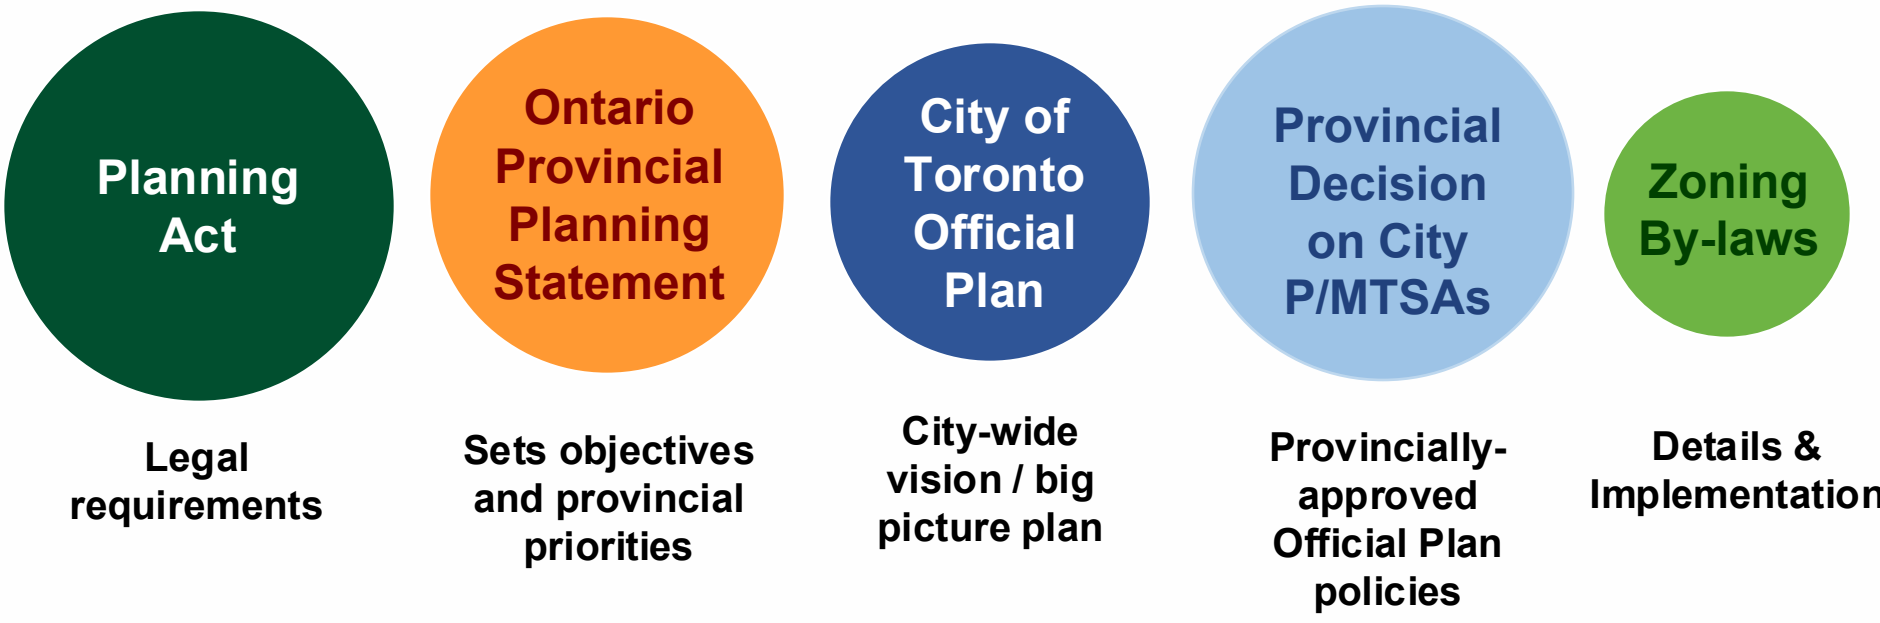 Planning
Act
Legal
requirements
Ontario
Provincial
Planning
Statement
Sets objectives
and provincial
priorities
City of
Toronto
Official
Plan
City-wide
vision / big
picture plan
Provincial
Decision
on City
P/MTSAs
Provincially-
approved
Official Plan
policies
Zoning
By-laws
Details &
Implementation